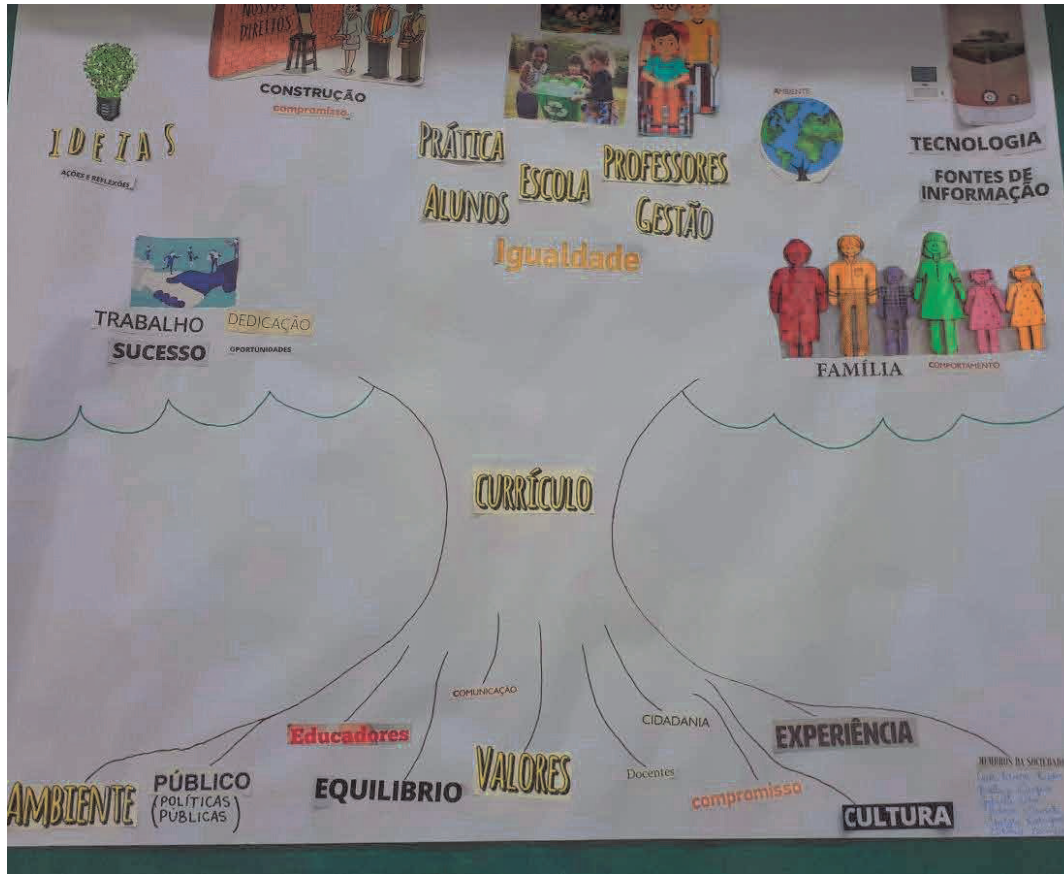 NOSSOS
DIREITOS
CONSTRUÇÃO
compromisso
IDEIAS
AÇÕES E REFLEXÕES
PRÁTICA
ESCOLA
PROFESSORES
ALUNOS
GESTÃO
Igualdade
AMBIENTE
TECNOLOGIA
FONTES DE
INFORMAÇÃO
TRABALHO
DEDICAÇÃO
SUCESSO
OPORTUNIDADES
FAMÍLIA
COMPORTAMENTO
CURRÍCULO
COMUNICAÇÃO
Educadores
CIDADANIA
EXPERIÊNCIA
AMBIENTE
PÚBLICO
(POLÍTICAS
PÚBLICAS)
EQUILIBRIO
VALORES
Docentes
compromisso
CULTURA
MEMBROS DA SOCIEDADE